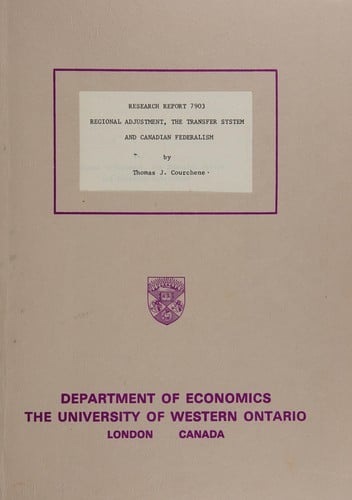 RESEARCH REPORT 7903
REGIONAL ADJUSTMENT, THE TRANSFER SYSTEM
AND CANADIAN FEDERALISM
by
Thomas J. Courchene
DEPARTMENT OF ECONOMICS
THE UNIVERSITY OF WESTERN ONTARIO
LONDON CANADA